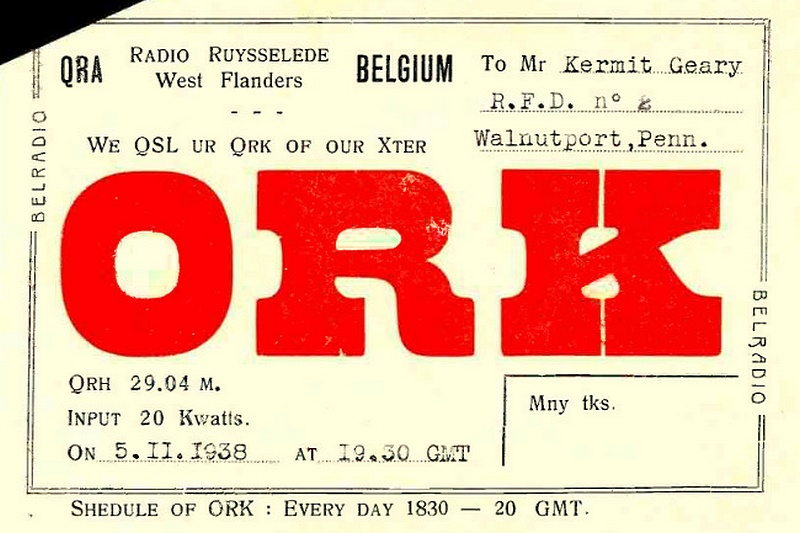 QRA RADIO RUYSSELEDE BELGIUM
West Flanders
- - -
To Mr Kermit Geary
R.F.D. nº 2
Walnutport,Penn.
WE QSL UR QRK OF OUR XTER
BELRADIO
ORK
BELRADIO
QRH 29.04 M.
INPUT 20 Kwatts.
ON 5.II.I938 AT I9.30 GMT
Mny tks.
SHEDULE OF ORK : EVERY DAY 1830 — 20 GMT.